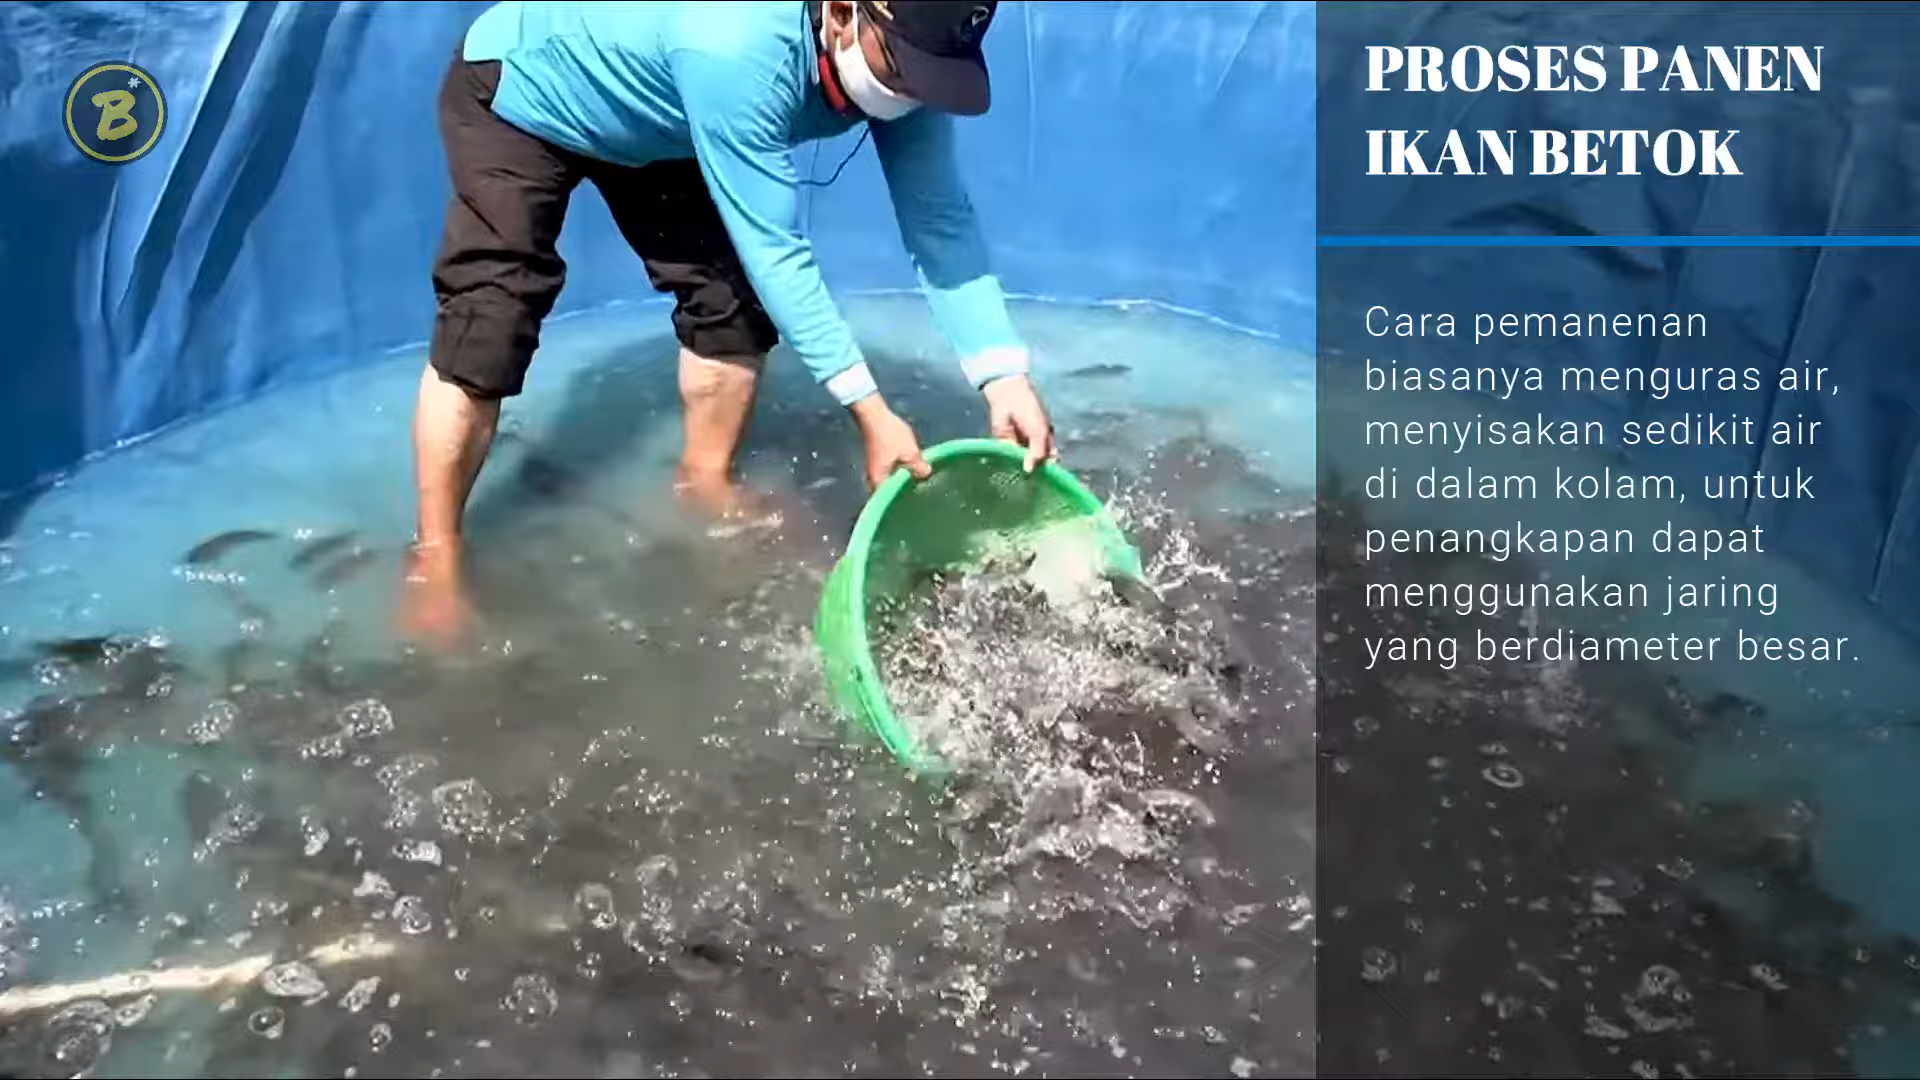 B*
PROSES PANEN
IKAN BETOK
Cara pemanenan
biasanya menguras air,
menyisakan sedikit air
di dalam kolam, untuk
penangkapan dapat
menggunakan jaring
yang berdiameter besar.